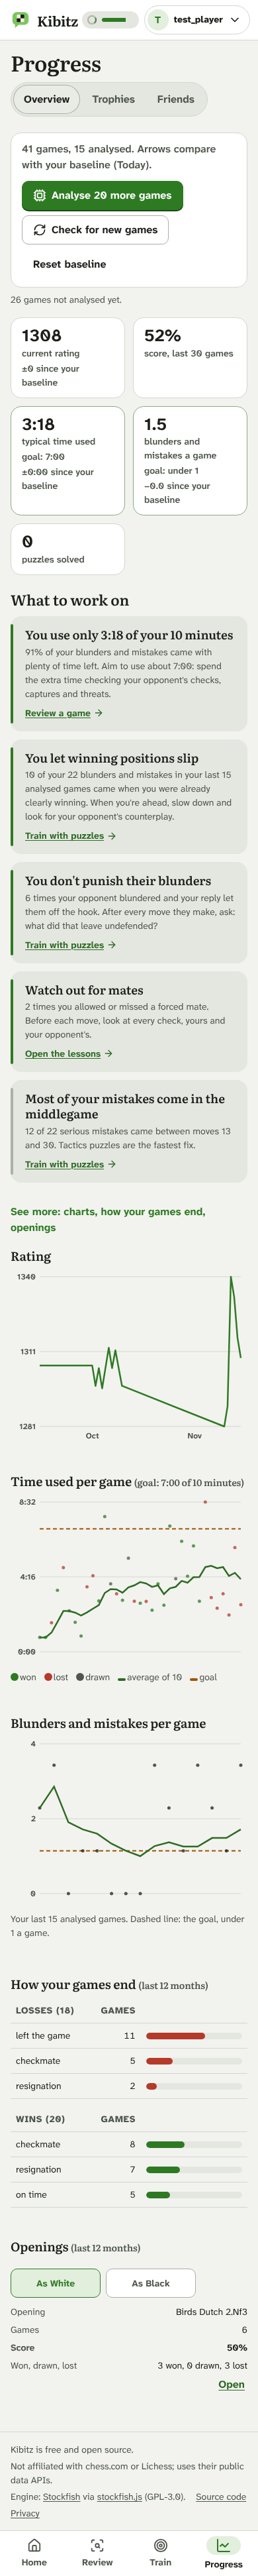 Kibitz
T test_player
Progress
Overview Trophies Friends
41 games, 15 analysed. Arrows compare
with your baseline (Today).
Analyse 20 more games
Check for new games
Reset baseline
26 games not analysed yet.
1308
current rating
±0 since your
baseline
52%
score, last 30 games
3:18
typical time used
goal: 7:00
±0:00 since your
baseline
1.5
blunders and
mistakes a game
goal: under 1
−0.0 since your
baseline
0
puzzles solved
What to work on
You use only 3:18 of your 10 minutes
91% of your blunders and mistakes came with
plenty of time left. Aim to use about 7:00: spend
the extra time checking your opponent's checks,
captures and threats.
Review a game →
You let winning positions slip
10 of your 22 blunders and mistakes in your last 15
analysed games came when you were already
clearly winning. When you're ahead, slow down and
look for your opponent's counterplay.
Train with puzzles →
You don't punish their blunders
6 times your opponent blundered and your reply let
them off the hook. After every move they make, ask:
what did that leave undefended?
Train with puzzles →
Watch out for mates
2 times you allowed or missed a forced mate.
Before each move, look at every check, yours and
your opponent's.
Open the lessons →
Most of your mistakes come in the
middlegame
12 of 22 serious mistakes came between moves 13
and 30. Tactics puzzles are the fastest fix.
Train with puzzles →
See more: charts, how your games end,
openings
Rating
1340
1311
1281
Oct Nov
Time used per game (goal: 7:00 of 10 minutes)
8:32
4:16
0:00
won lost drawn average of 10 goal
Blunders and mistakes per game
4
2
0
Your last 15 analysed games. Dashed line: the goal, under
1 a game.
How your games end (last 12 months)
LOSSES (18) GAMES
left the game 11
checkmate 5
resignation 2
WINS (20) GAMES
checkmate 8
resignation 7
on time 5
Openings (last 12 months)
As White As Black
Opening Birds Dutch 2.Nf3
Games 6
Score 50%
Won, drawn, lost 3 won, 0 drawn, 3 lost
Open
Kibitz is free and open source.
Not affiliated with chess.com or Lichess; uses their public
data APIs.
Engine: Stockfish via stockfish.js (GPL-3.0). Source code
Privacy
Home Review Train Progress